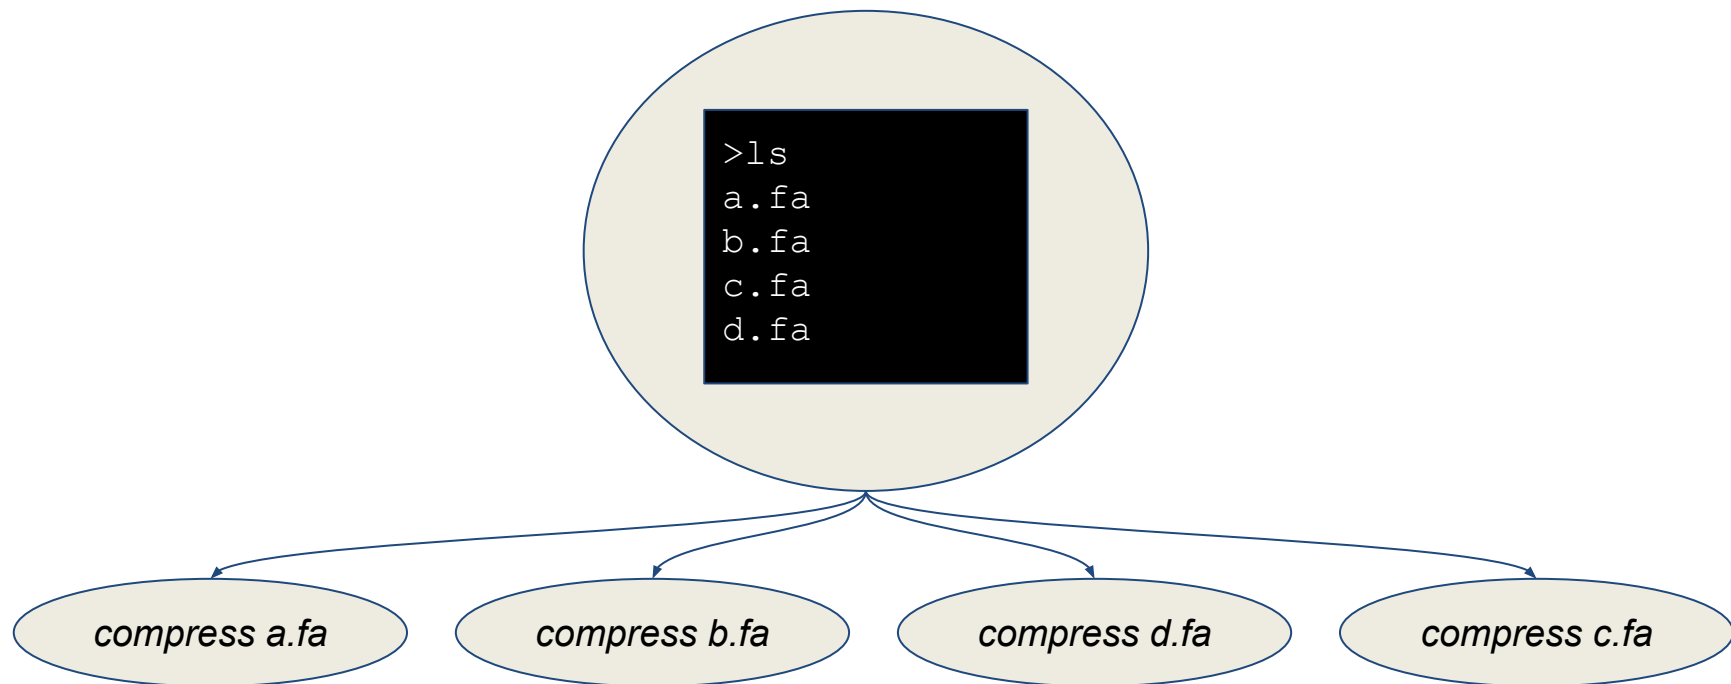 >ls
a.fa
b.fa
c.fa
d.fa
compress a.fa
compress b.fa
compress d.fa
compress c.fa